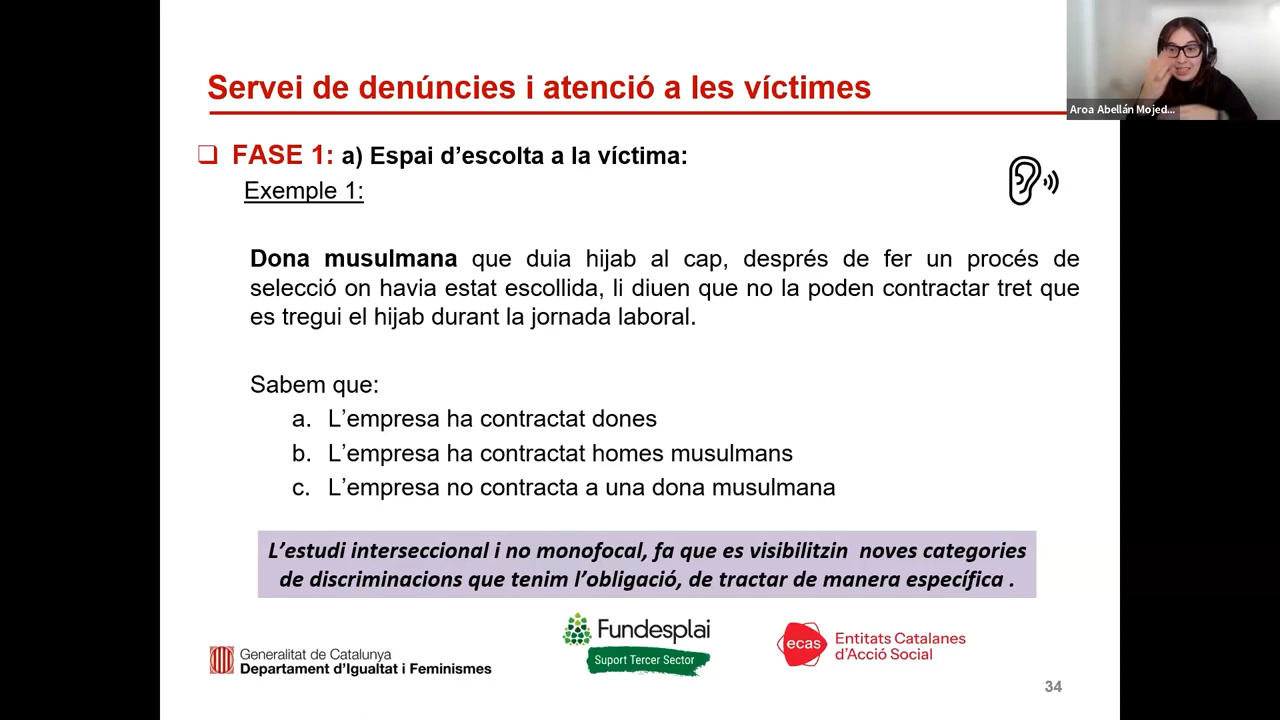 Servei de denúncies i atenció a les víctimes
Aroa Abellán Mojed...
FASE 1: a) Espai d’escolta a la víctima:
Exemple 1:
Dona musulmana que duia hijab al cap, després de fer un procés de
selecció on havia estat escollida, li diuen que no la poden contractar tret que
es tregui el hijab durant la jornada laboral.
Sabem que:
a. L’empresa ha contractat dones
b. L’empresa ha contractat homes musulmans
c. L’empresa no contracta a una dona musulmana
L’estudi interseccional i no monofocal, fa que es visibilitzin noves categories
de discriminacions que tenim l’obligació, de tractar de manera específica .
Generalitat de Catalunya
Departament d’Igualtat i Feminismes
Fundesplai
Suport Tercer Sector
ecas
Entitats Catalanes
d’Acció Social
34